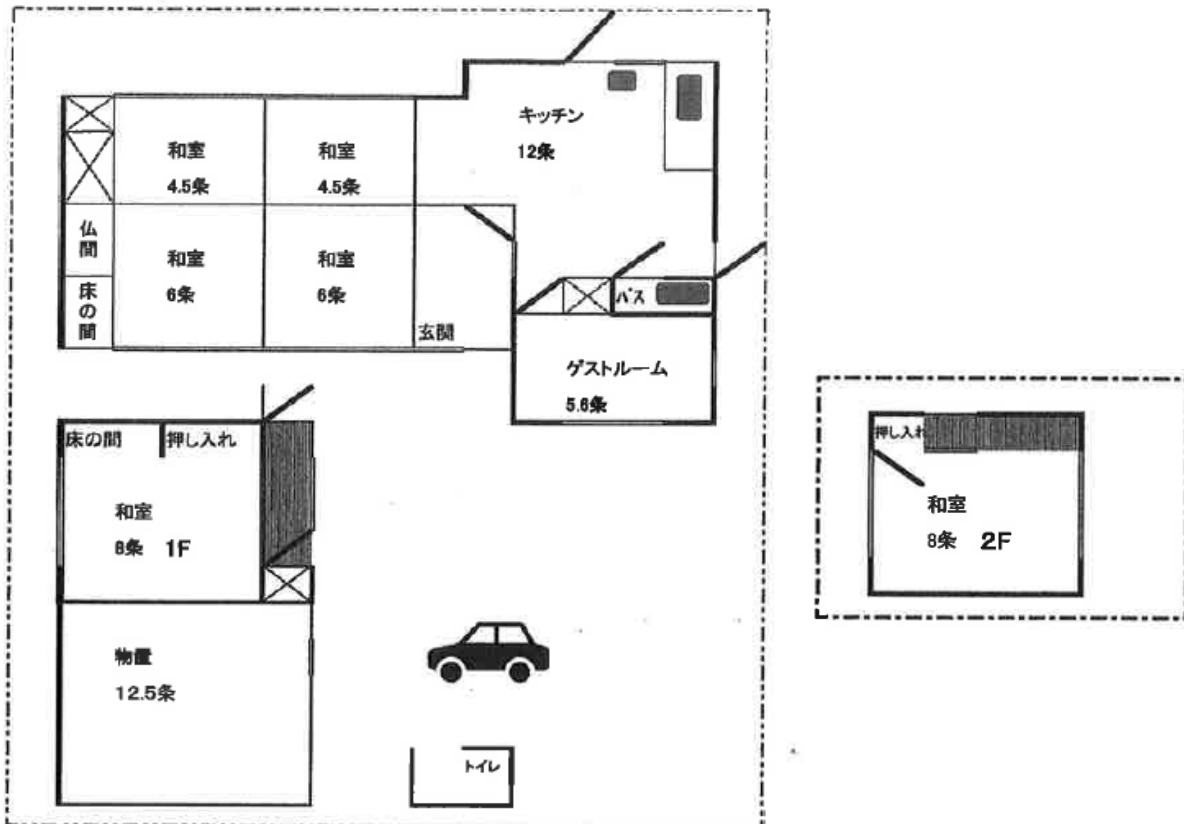 キッチン
12条
和室
4.5条
和室
4.5条
仏間
和室
6条
和室
6条
床の間
玄関
バス
ゲストルーム
5.6条
床の間
押し入れ
和室
8条 1F
物置
12.5条
トイレ
押し入れ
和室
8条 2F